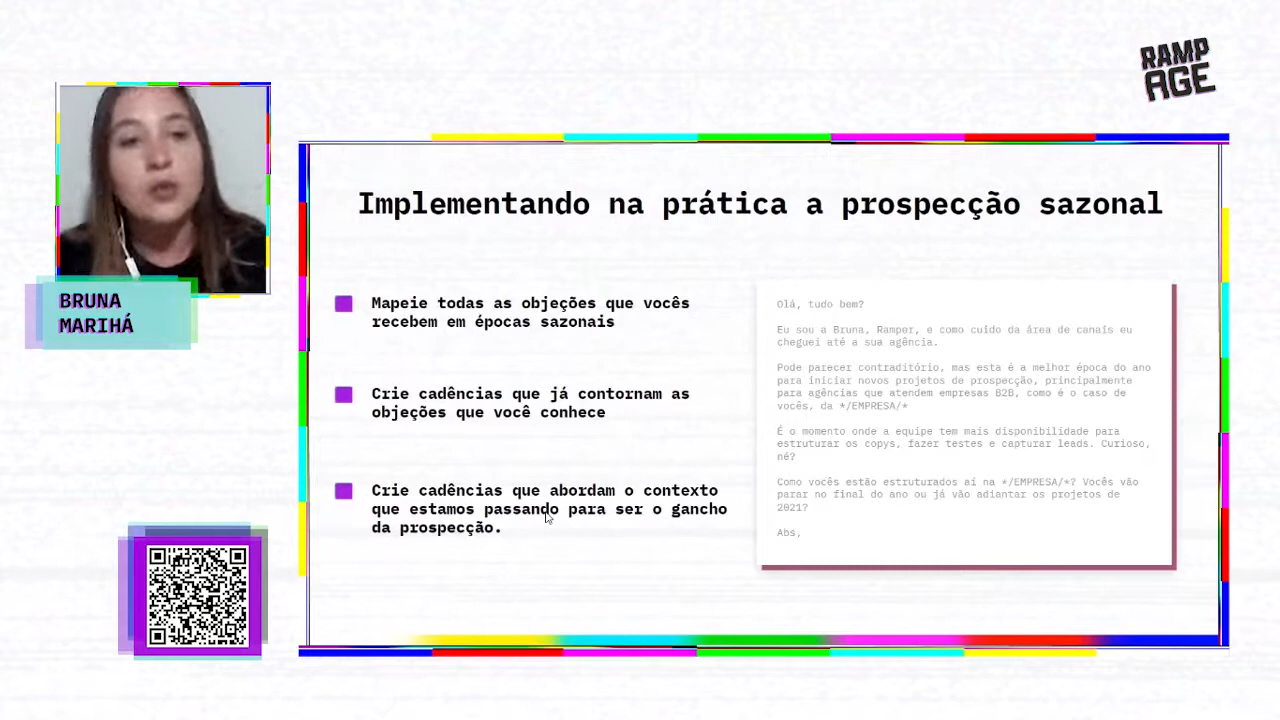 RAMP
AGE
BRUNA
MARIHÁ
Implementando na prática a prospecção sazonal
Mapeie todas as objeções que vocês
recebem em épocas sazonais
Crie cadências que já contornam as
objeções que você conhece
Crie cadências que abordam o contexto
que estamos passando para ser o gancho
da prospecção.
Olá, tudo bem?
Eu sou a Bruna, Ramper, e como cuido da área de canais eu
cheguei até a sua agência.
Pode parecer contraditório, mas esta é a melhor época do ano
para iniciar novos projetos de prospecção, principalmente
para agências que atendem empresas B2B, como é o caso de
vocês, da */EMPRESA/*
É o momento onde a equipe tem mais disponibilidade para
estruturar os copys, fazer testes e capturar leads. Curioso,
né?
Como vocês estão estruturados aí na */EMPRESA/*? Vocês vão
parar no final do ano ou já vão adiantar os projetos de
2021?
Abs,